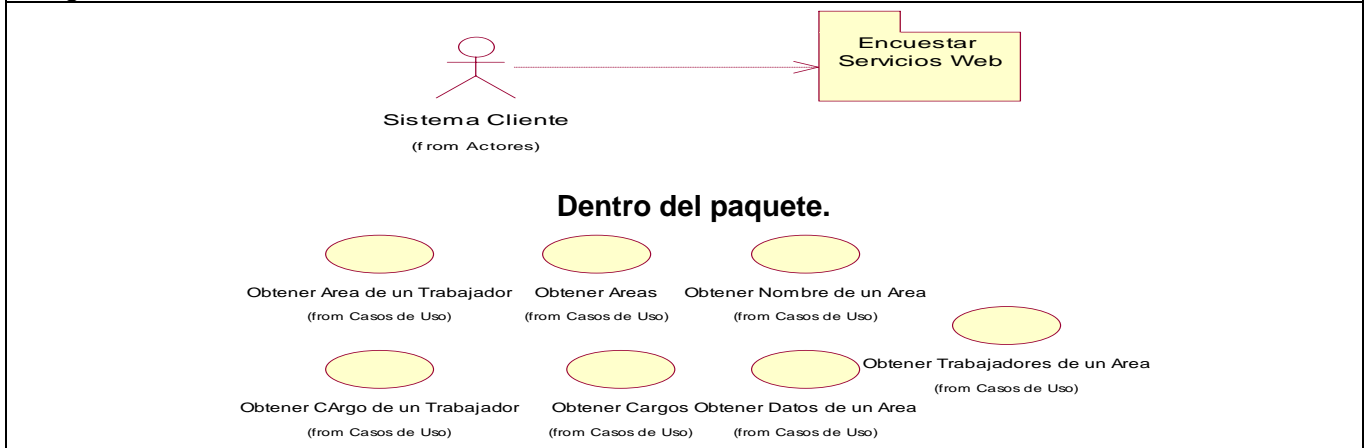 Encuestar
Servicios Web
Sistema Cliente
(from Actores)
Dentro del paquete.
Obtener Area de un Trabajador
(from Casos de Uso)
Obtener Areas
(from Casos de Uso)
Obtener Nombre de un Area
(from Casos de Uso)
Obtener Trabajadores de un Area
(from Casos de Uso)
Obtener CArgo de un Trabajador
(from Casos de Uso)
Obtener Cargos
(from Casos de Uso)
Obtener Datos de un Area
(from Casos de Uso)